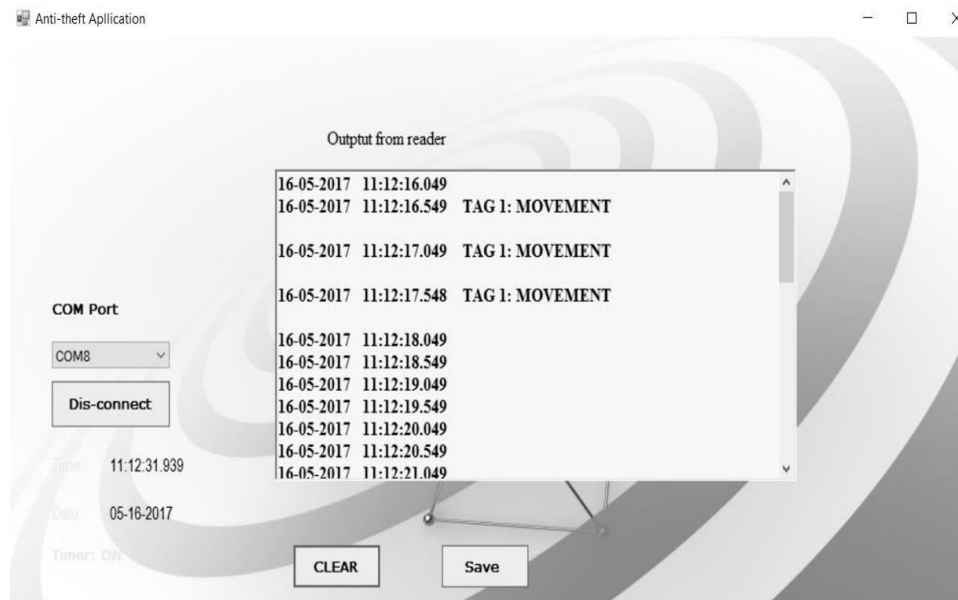 Anti-theft Apllication
Outptut from reader
16-05-2017 11:12:16.049
16-05-2017 11:12:16.549 TAG 1: MOVEMENT
16-05-2017 11:12:17.049 TAG 1: MOVEMENT
16-05-2017 11:12:17.548 TAG 1: MOVEMENT
16-05-2017 11:12:18.049
16-05-2017 11:12:18.549
16-05-2017 11:12:19.049
16-05-2017 11:12:19.549
16-05-2017 11:12:20.049
16-05-2017 11:12:20.549
16-05-2017 11:12:21.049
COM Port
COM8
Dis-connect
Time : 11:12:31.939
Date : 05-16-2017
Timer: ON
CLEAR
Save